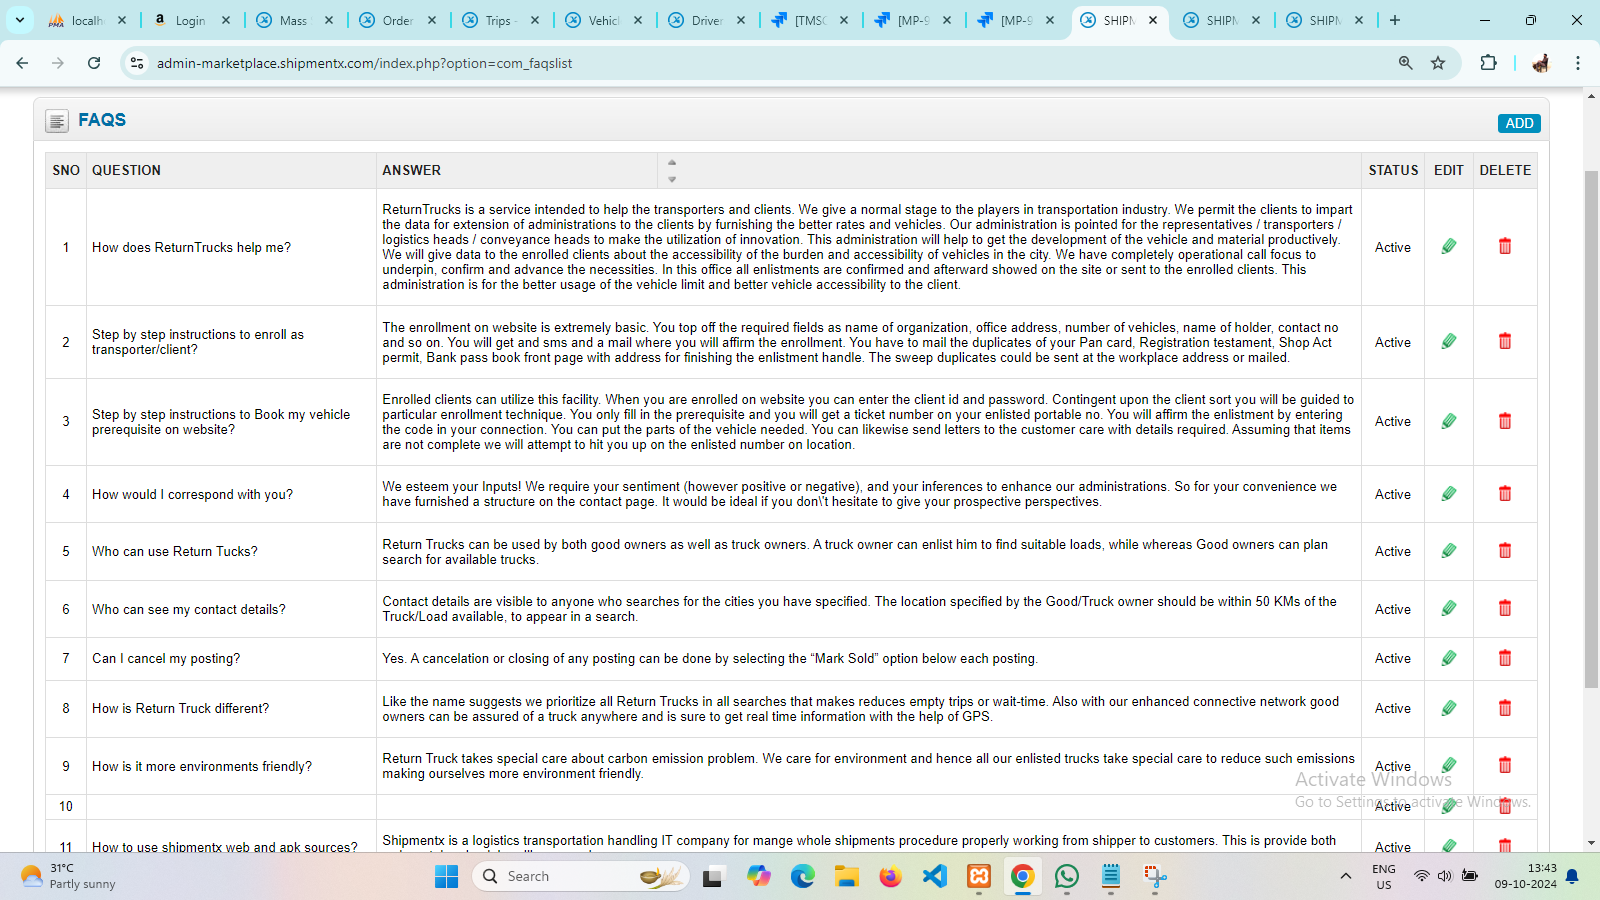 localh
Login
Mass
Order
Trips -
Vehicl
Driver
[TMSC
[MP-9
[MP-9
SHIPM
SHIPM
SHIPM
admin-marketplace.shipmentx.com/index.php?option=com_faqslist
FAQS
ADD
SNO QUESTION ANSWER STATUS EDIT DELETE
1 How does ReturnTrucks help me?
ReturnTrucks is a service intended to help the transporters and clients. We give a normal stage to the players in transportation industry. We permit the clients to impart
the data for extension of administrations to the clients by furnishing the better rates and vehicles. Our administration is pointed for the representatives / transporters /
logistics heads / conveyance heads to make the utilization of innovation. This administration will help to get the development of the vehicle and material productively.
We will give data to the enrolled clients about the accessibility of the burden and accessibility of vehicles in the city. We have completely operational call focus to
underpin, confirm and advance the necessities. In this office all enlistments are confirmed and afterward showed on the site or sent to the enrolled clients. This
administration is for the better usage of the vehicle limit and better vehicle accessibility to the client.
Active
2 Step by step instructions to enroll as
transporter/client?
The enrollment on website is extremely basic. You top off the required fields as name of organization, office address, number of vehicles, name of holder, contact no
and so on. You will get and sms and a mail where you will affirm the enrollment. You have to mail the duplicates of your Pan card, Registration testament, Shop Act
permit, Bank pass book front page with address for finishing the enlistment handle. The sweep duplicates could be sent at the workplace address or mailed.
Active
3 Step by step instructions to Book my vehicle
prerequisite on website?
Enrolled clients can utilize this facility. When you are enrolled on website you can enter the client id and password. Contingent upon the client sort you will be guided to
particular enrollment technique. You only fill in the prerequisite and you will get a ticket number on your enlisted portable no. You will affirm the enlistment by entering
the code in your connection. You can put the parts of the vehicle needed. You can likewise send letters to the customer care with details required. Assuming that items
are not complete we will attempt to hit you up on the enlisted number on location.
Active
4 How would I correspond with you?
We esteem your Inputs! We require your sentiment (however positive or negative), and your inferences to enhance our administrations. So for your convenience we
have furnished a structure on the contact page. It would be ideal if you don\'t hesitate to give your prospective perspectives.
Active
5 Who can use Return Tucks?
Return Trucks can be used by both good owners as well as truck owners. A truck owner can enlist him to find suitable loads, while whereas Good owners can plan
search for available trucks.
Active
6 Who can see my contact details?
Contact details are visible to anyone who searches for the cities you have specified. The location specified by the Good/Truck owner should be within 50 KMs of the
Truck/Load available, to appear in a search.
Active
7 Can I cancel my posting?
Yes. A cancelation or closing of any posting can be done by selecting the “Mark Sold” option below each posting.
Active
8 How is Return Truck different?
Like the name suggests we prioritize all Return Trucks in all searches that makes reduces empty trips or wait-time. Also with our enhanced connective network good
owners can be assured of a truck anywhere and is sure to get real time information with the help of GPS.
Active
9 How is it more environments friendly?
Return Truck takes special care about carbon emission problem. We care for environment and hence all our enlisted trucks take special care to reduce such emissions
making ourselves more environment friendly.
Active
10
Active
11 How to use shipmentx web and apk sources?
Shipmentx is a logistics transportation handling IT company for mange whole shipments procedure properly working from shipper to customers. This is provide both
Active
Activate Windows
Go to Settings to activate Windows.
31°C
Partly sunny
Search
ENG
US
13:43
09-10-2024